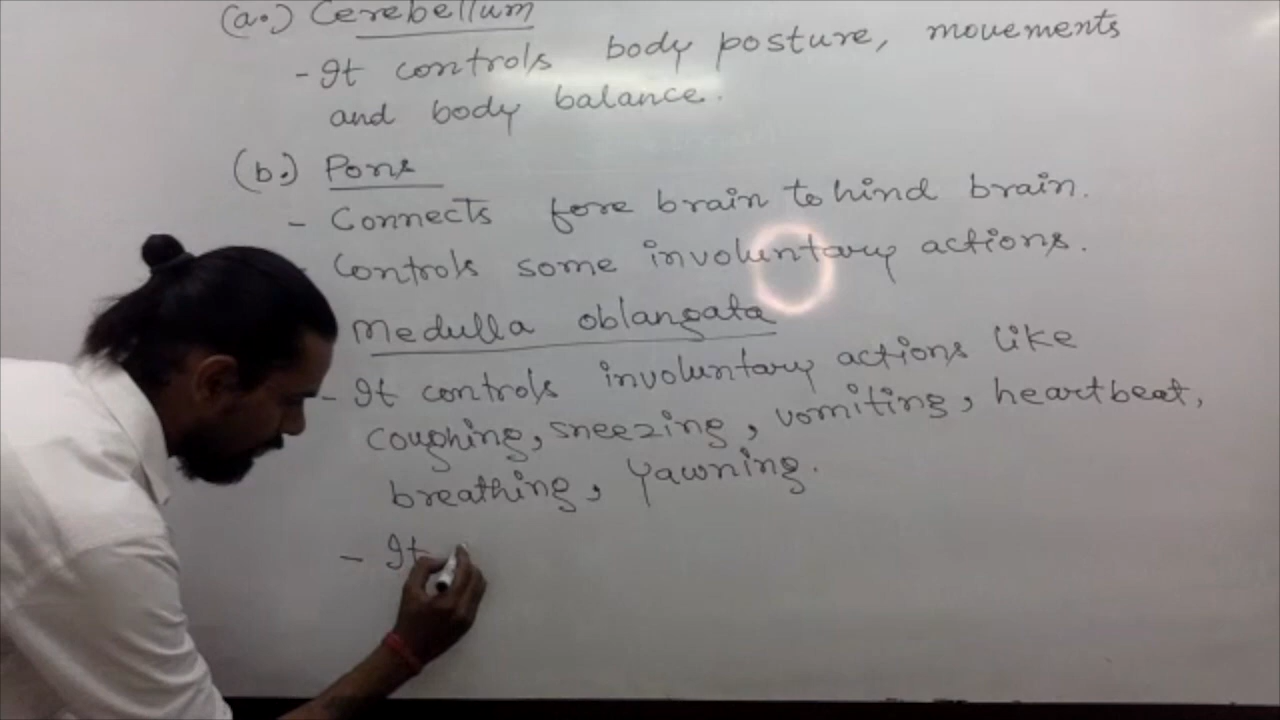 (a.) Cerebellum
- It controls body posture, movements
and body balance.
(b.) Pons
- Connects fore brain to hind brain.
Controls some involuntary actions.
Medulla oblangata
- It controls involuntary actions like
coughing, sneezing, vomiting, heartbeat,
breathing, Yawning.
- It